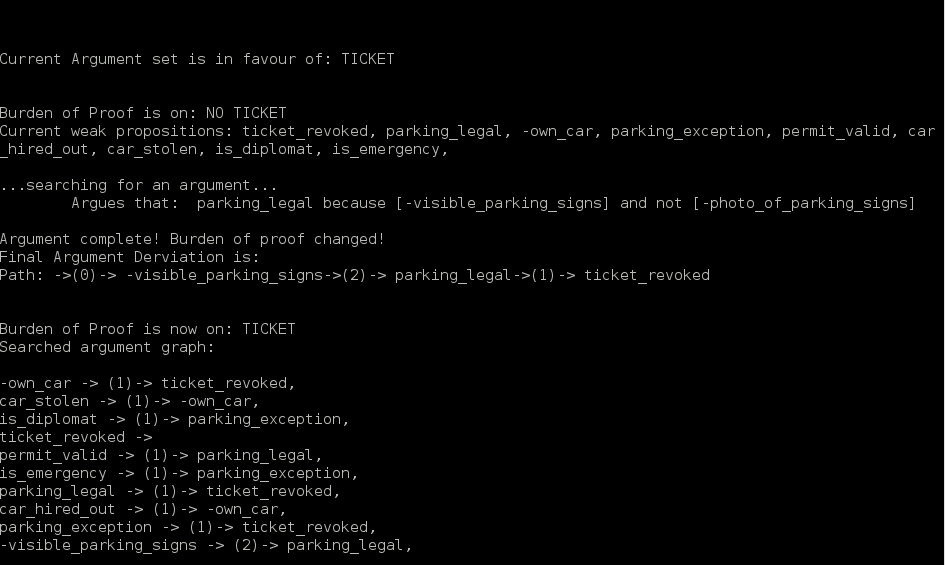 Current Argument set is in favour of: TICKET
Burden of Proof is on: NO TICKET
Current weak propositions: ticket_revoked, parking_legal, -own_car, parking_exception, permit_valid, car
_hired_out, car_stolen, is_diplomat, is_emergency,
...searching for an argument...
Argues that:  parking_legal because [-visible_parking_signs] and not [-photo_of_parking_signs]
Argument complete! Burden of proof changed!
Final Argument Derviation is:
Path: ->(0)-> -visible_parking_signs->(2)-> parking_legal->(1)-> ticket_revoked
Burden of Proof is now on: TICKET
Searched argument graph:
-own_car -> (1)-> ticket_revoked,
car_stolen -> (1)-> -own_car,
is_diplomat -> (1)-> parking_exception,
ticket_revoked ->
permit_valid -> (1)-> parking_legal,
is_emergency -> (1)-> parking_exception,
parking_legal -> (1)-> ticket_revoked,
car_hired_out -> (1)-> -own_car,
parking_exception -> (1)-> ticket_revoked,
-visible_parking_signs -> (2)-> parking_legal,